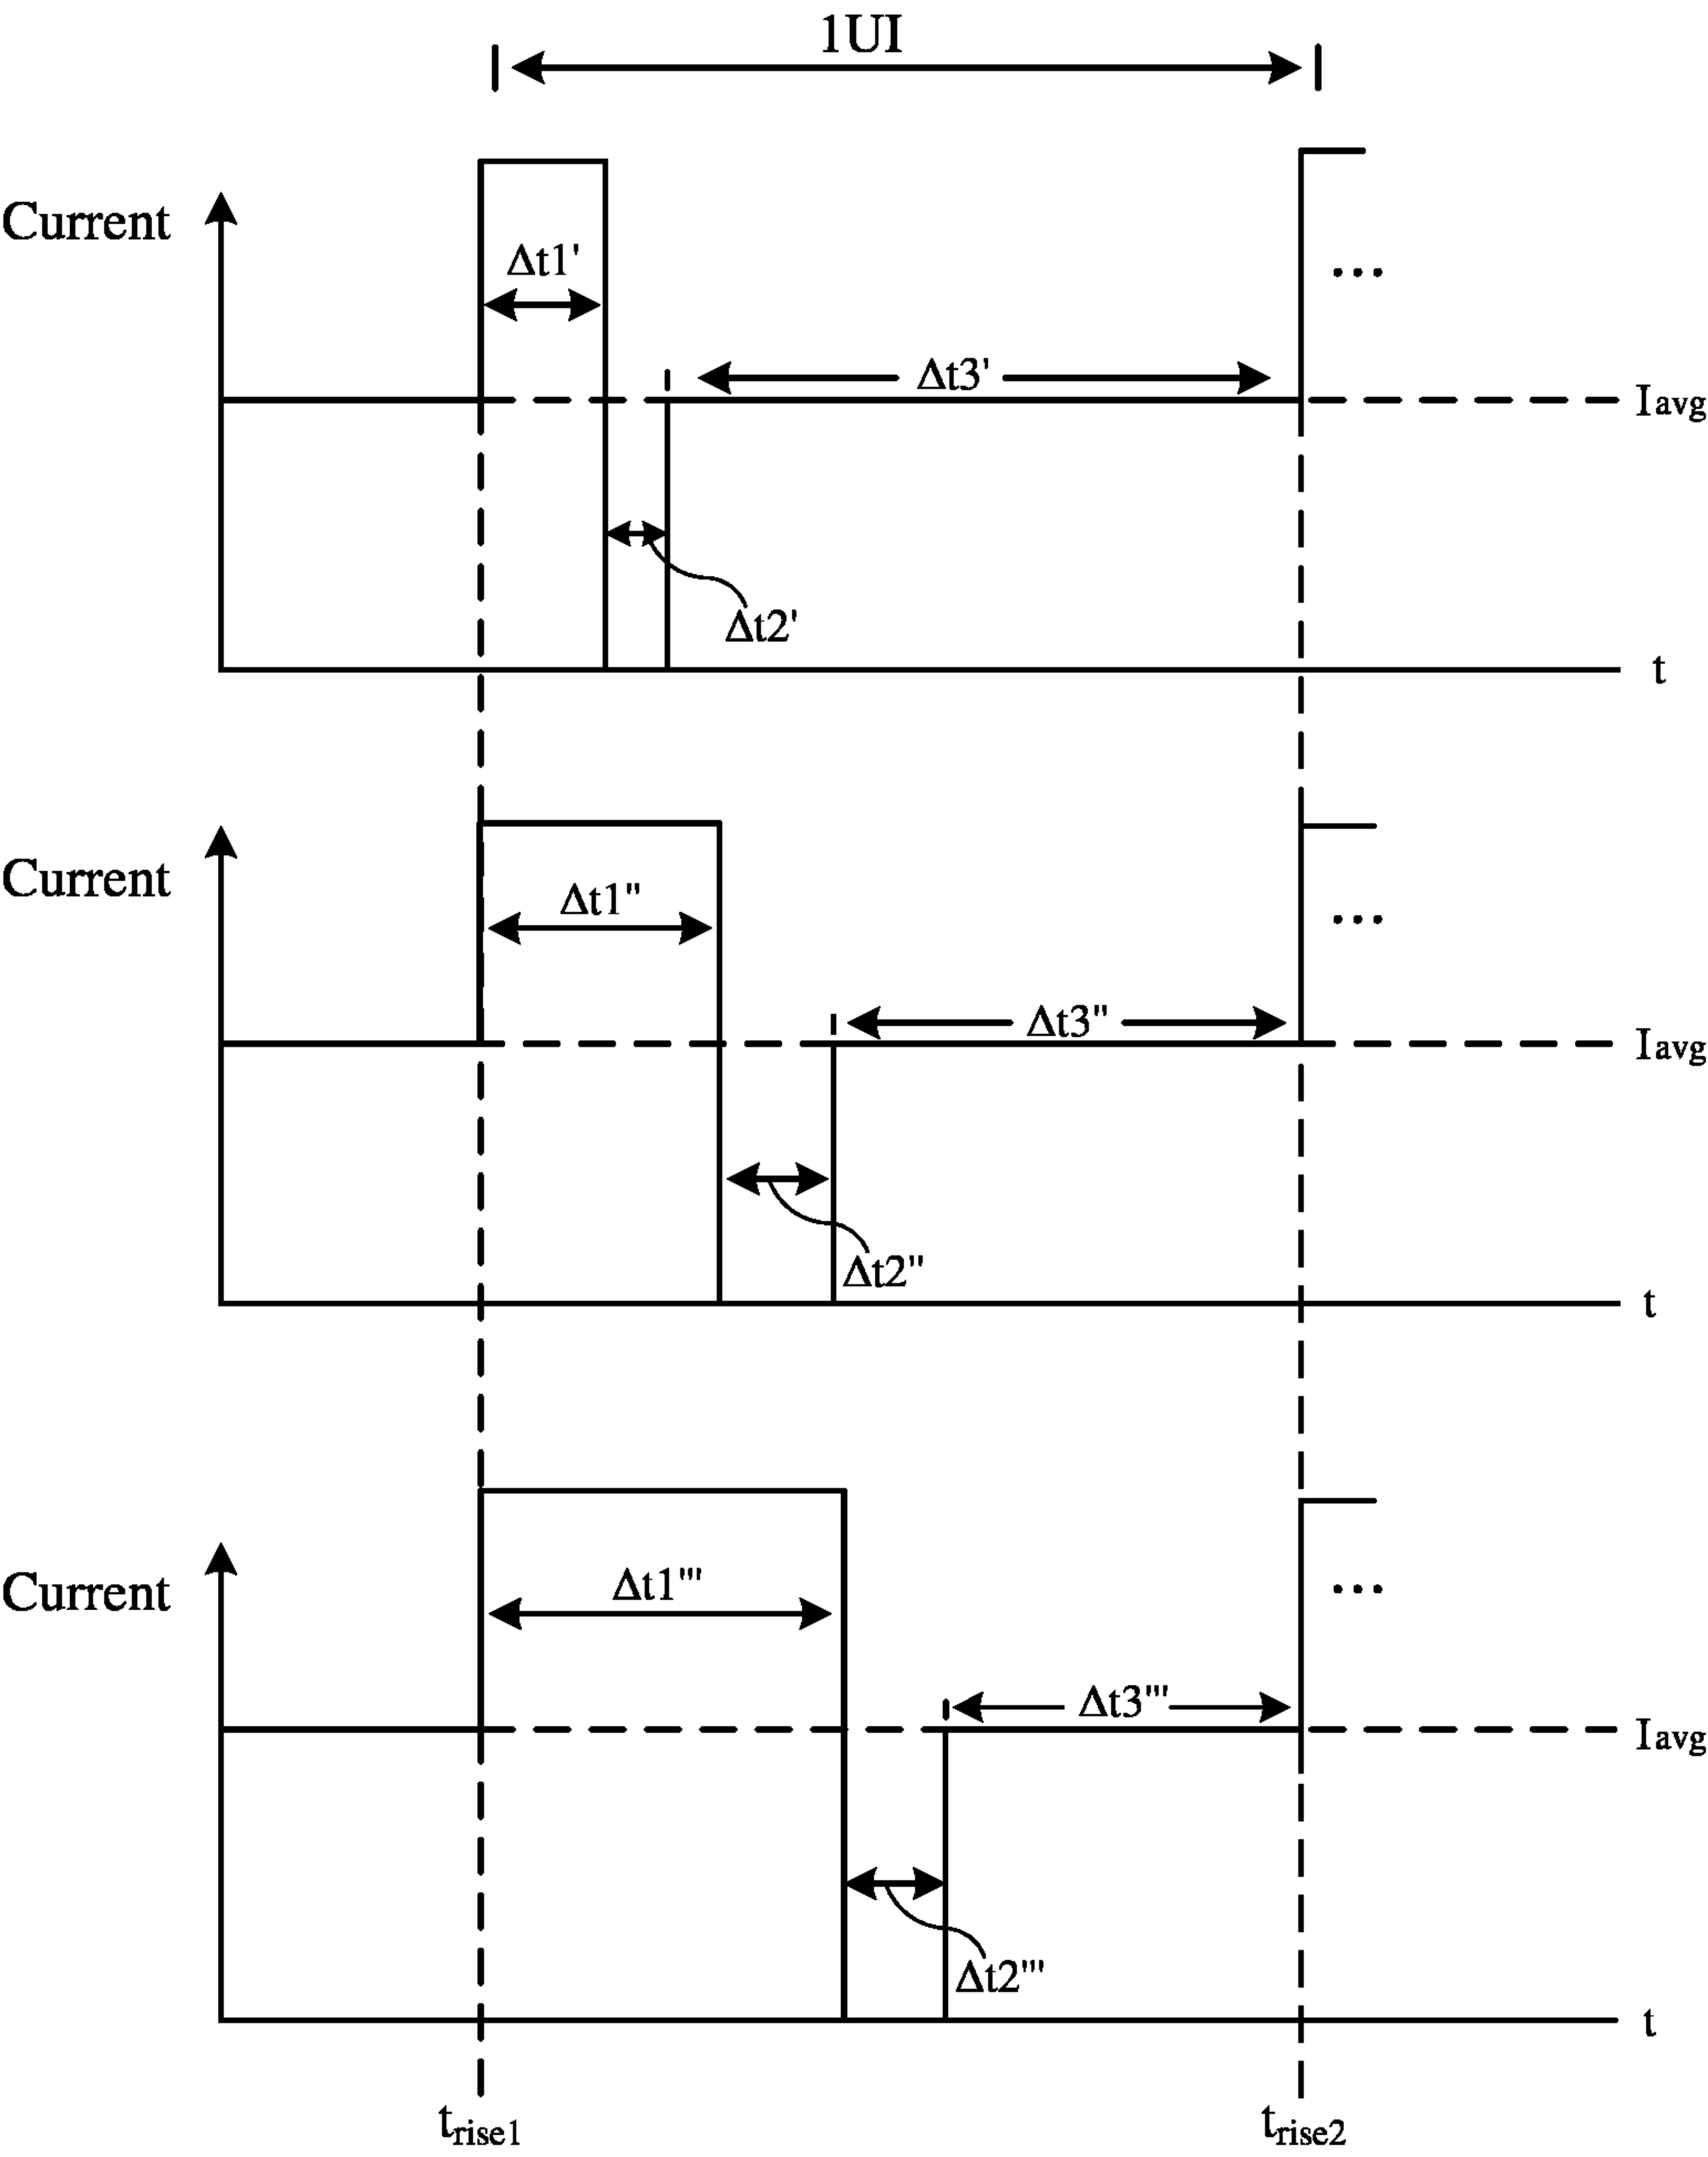 1UI
Current
Δt1'
...
Δt3'
Iavg
Δt2'
t
Current
Δt1"
...
Δt3"
Iavg
Δt2"
t
Current
Δt1'''
...
Δt3'''
Iavg
Δt2'''
t
trise1 trise2